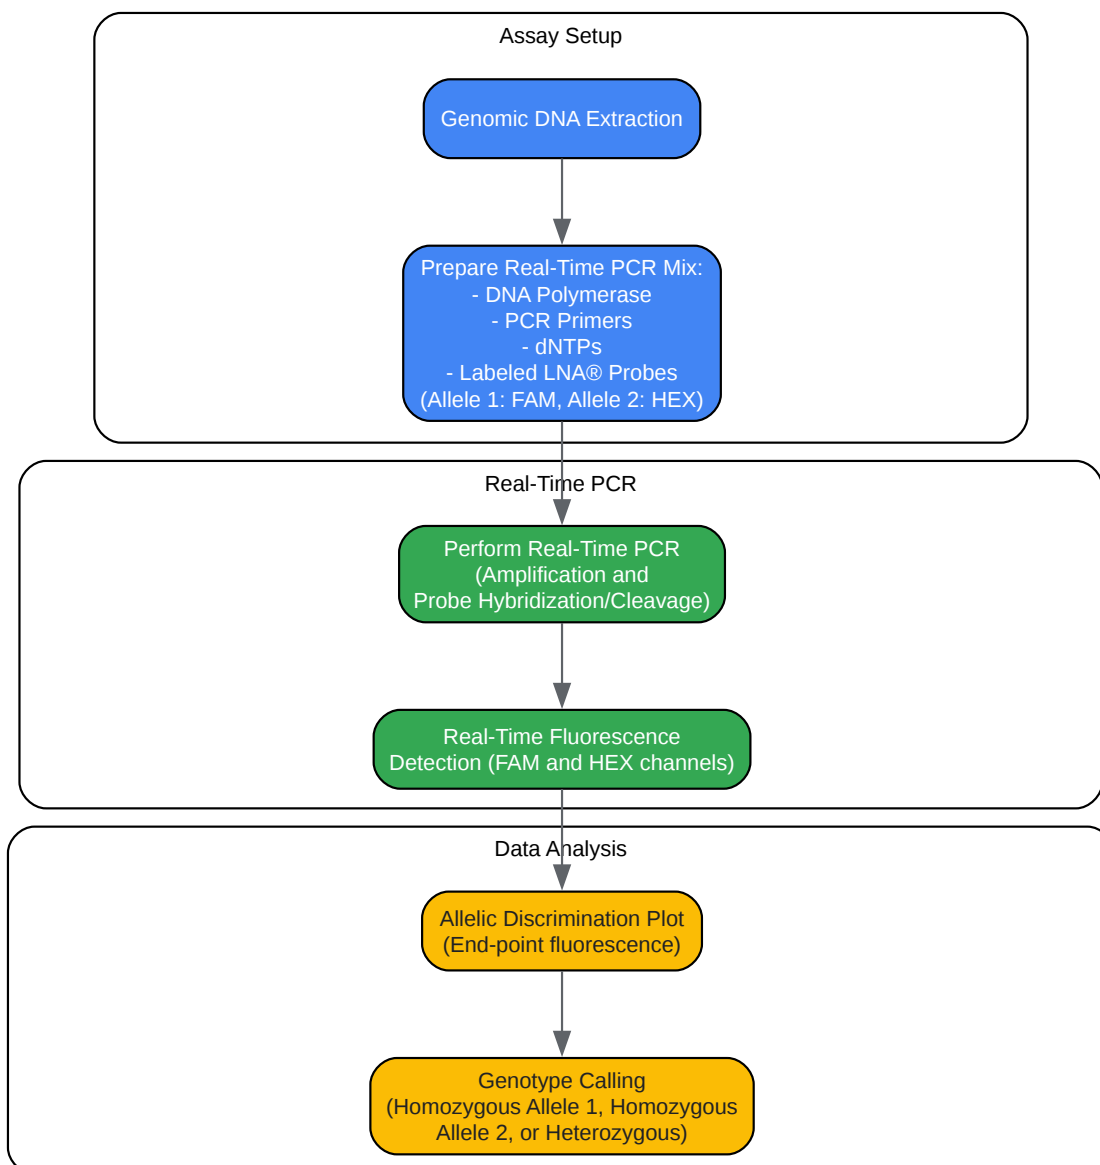 Assay Setup
Genomic DNA Extraction
Prepare Real-Time PCR Mix:
- DNA Polymerase
- PCR Primers
- dNTPs
- Labeled LNA® Probes
(Allele 1: FAM, Allele 2: HEX)
Real-Time PCR
Perform Real-Time PCR
(Amplification and
Probe Hybridization/Cleavage)
Real-Time Fluorescence
Detection (FAM and HEX channels)
Data Analysis
Allelic Discrimination Plot
(End-point fluorescence)
Genotype Calling
(Homozygous Allele 1, Homozygous
Allele 2, or Heterozygous)